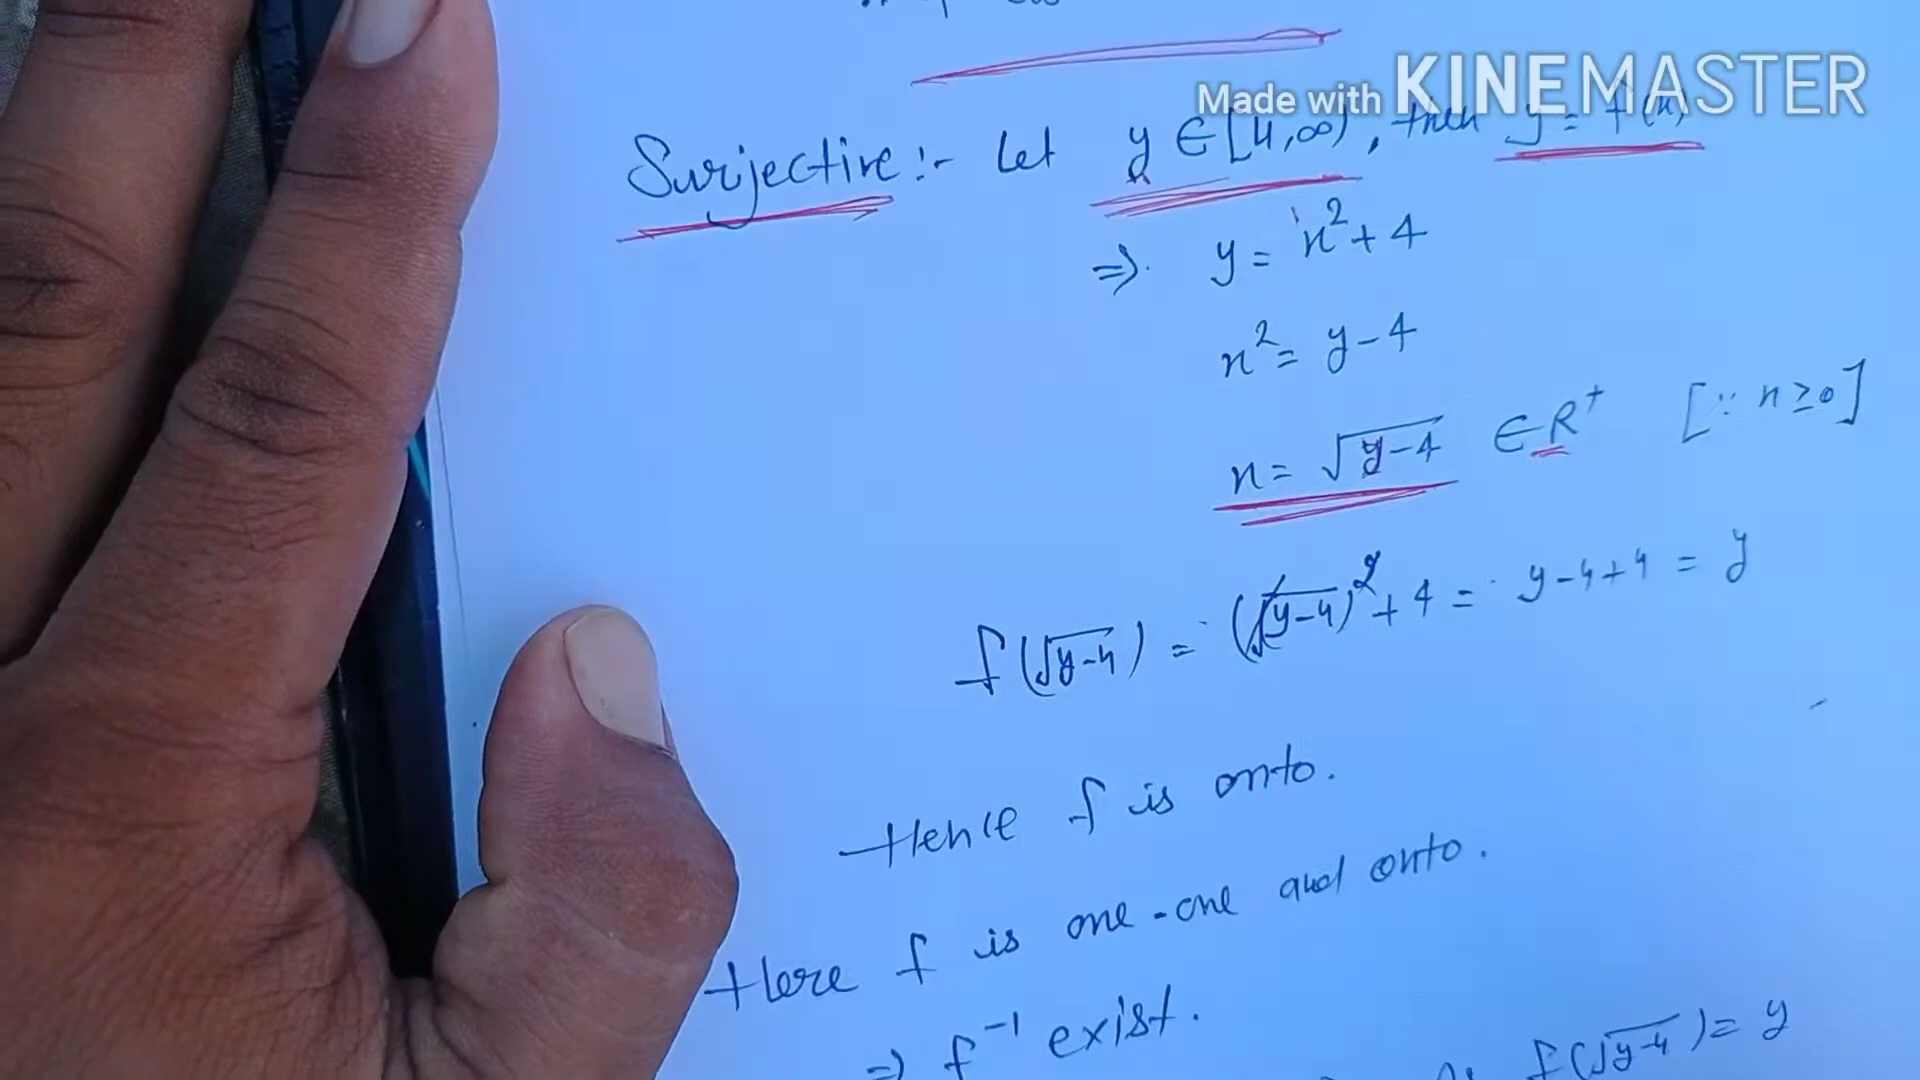 Made with KINEMASTER
Surjective :- Let y ∈ [4,∞), then y = f(x)
⇒ y = x² + 4
x² = y - 4
x = √(y-4) ∈ R⁺ [∵ x ≥ 0]
f(√(y-4)) = (√(y-4))² + 4 = y-4+4 = y
Hence f is onto.
Here f is one-one and onto.
⇒ f⁻¹ exist.
f(√(y-4)) = y